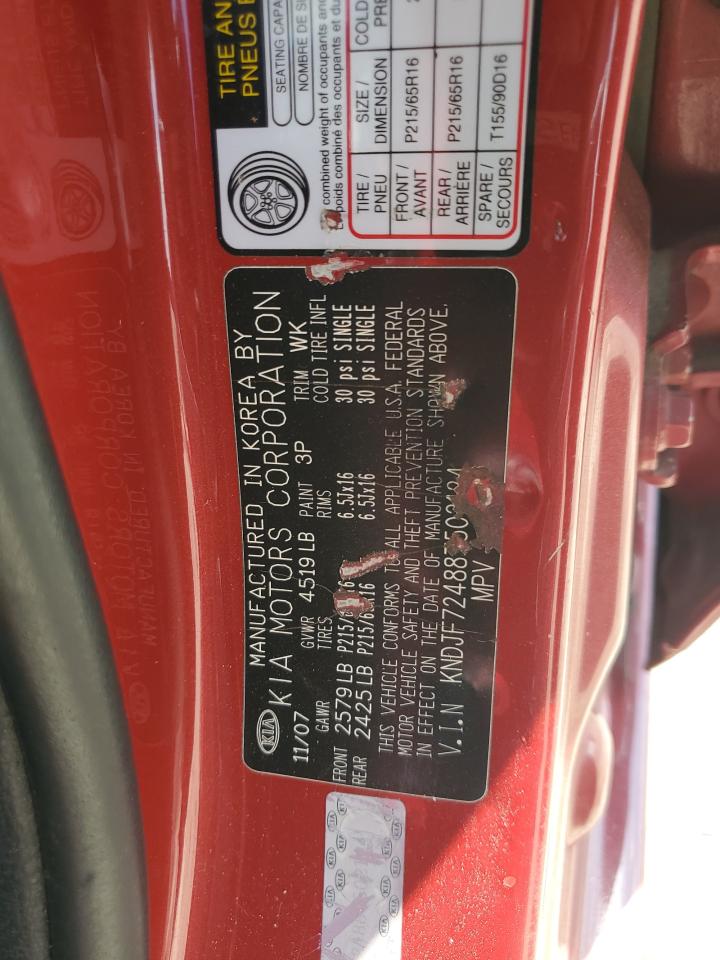 TIRE AN
PNEUS E
SEATING CAPA
NOMBRE DE SI
combined weight of occupants and
poids combiné des occupants et du
TIRE / PNEU SIZE / DIMENSION COLD
FRONT / AVANT P215/65R16
REAR / ARRIÈRE P215/65R16
SPARE / SECOURS T155/90D16
KIA MANUFACTURED IN KOREA BY
KIA MOTORS CORPORATION
11/07 GVWR 4519 LB PAINT 3P TRIM WK
GAWR TIRES RIMS COLD TIRE INFL
FRONT 2579 LB 6.5Jx16 30 psi SINGLE
REAR 2425 LB 6.5Jx16 30 psi SINGLE
THIS VEHICLE CONFORMS TO ALL APPLICABLE U.S.A. FEDERAL
MOTOR VEHICLE SAFETY AND THEFT PREVENTION STANDARDS
IN EFFECT ON THE DATE OF MANUFACTURE SHOWN ABOVE.
V.I.N
MPV